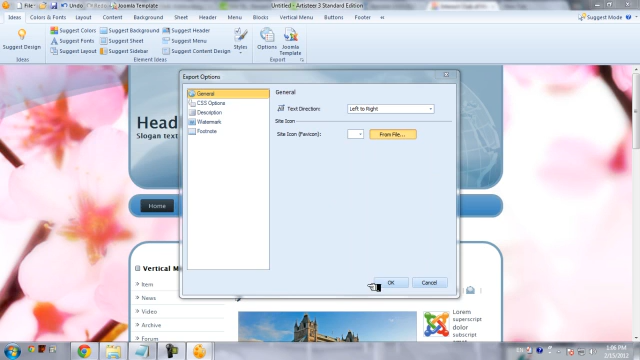 File
Undo
Joomla Template
Untitled - Artisteer 3 Standard Edition
Ideas Colors & Fonts Layout Content Background Sheet Header Menu Blocks Vertical Menu Buttons Footer
Suggest Mode
Suggest Design
Suggest Colors
Suggest Background
Suggest Header
Suggest Fonts
Suggest Sheet
Suggest Menu
Suggest Layout
Suggest Sidebar
Suggest Content Design
Styles
Options
Joomla Template
Ideas
Element Ideas
Export
Export Options
General
CSS Options
Description
Watermark
Footnote
General
Text Direction:
Left to Right
Site Icon
Site Icon (Favicon):
From File...
OK
Cancel
Head
Slogan text
Home
Vertical M
Item
News
Video
Archive
Forum
Lorem
superscript
dolor
subscript
EN
1:06 PM
2/15/2012